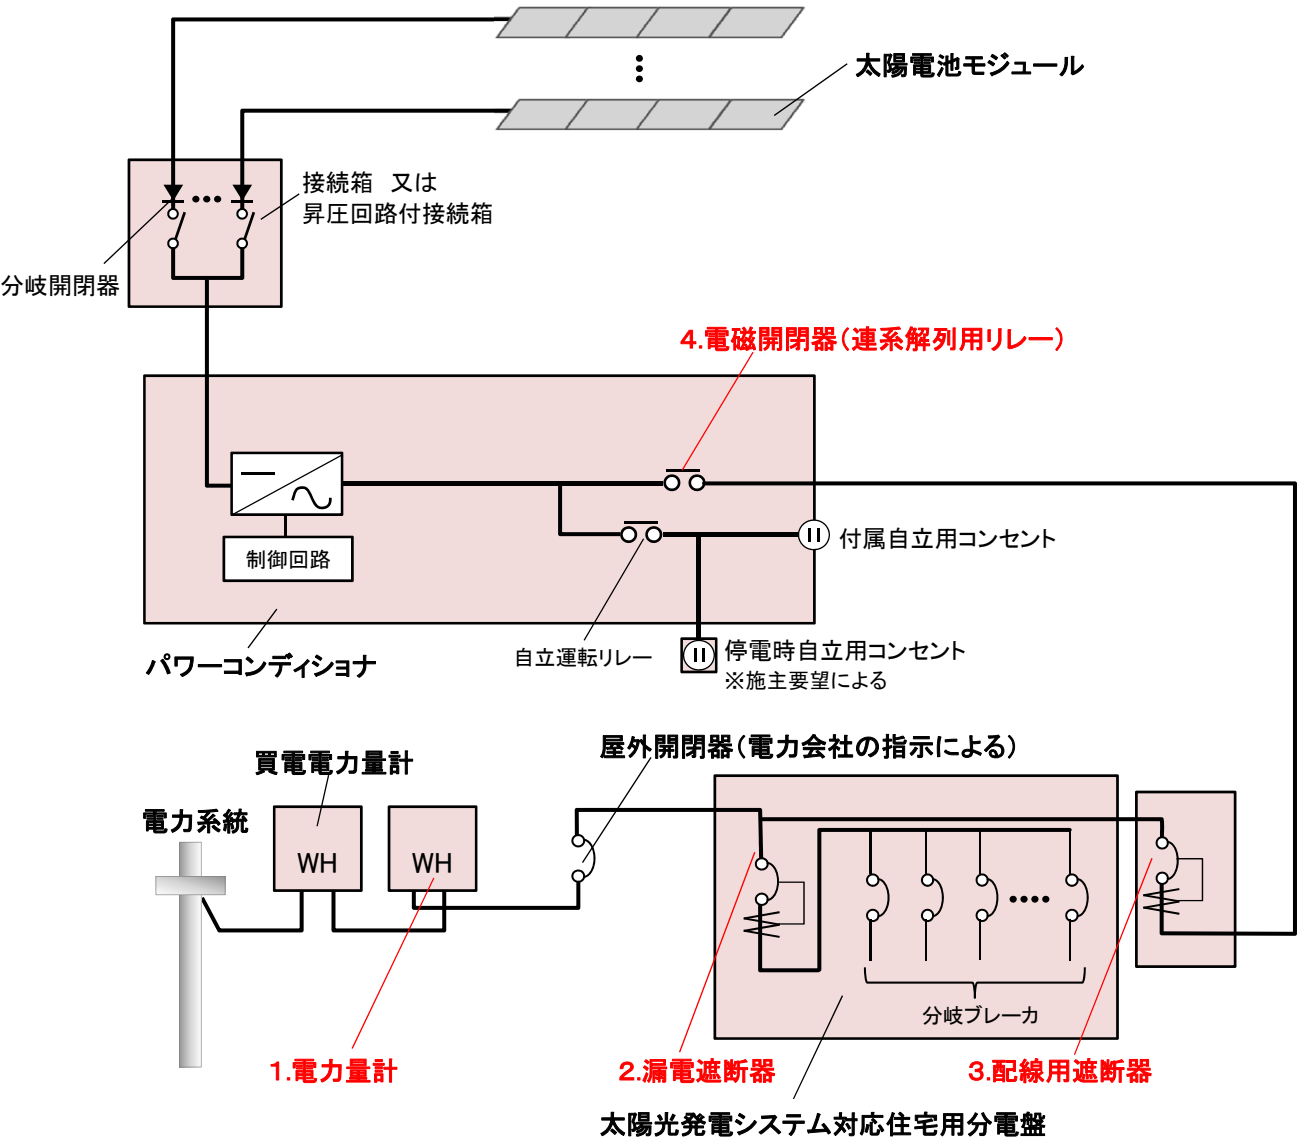 太陽電池モジュール
接続箱　又は
昇圧回路付接続箱
分岐開閉器
4.電磁開閉器（連系解列用リレー）
制御回路
付属自立用コンセント
パワーコンディショナ
自立運転リレー
停電時自立用コンセント
※施主要望による
屋外開閉器（電力会社の指示による）
買電電力量計
電力系統
WH
WH
分岐ブレーカ
1.電力量計
2.漏電遮断器
3.配線用遮断器
太陽光発電システム対応住宅用分電盤